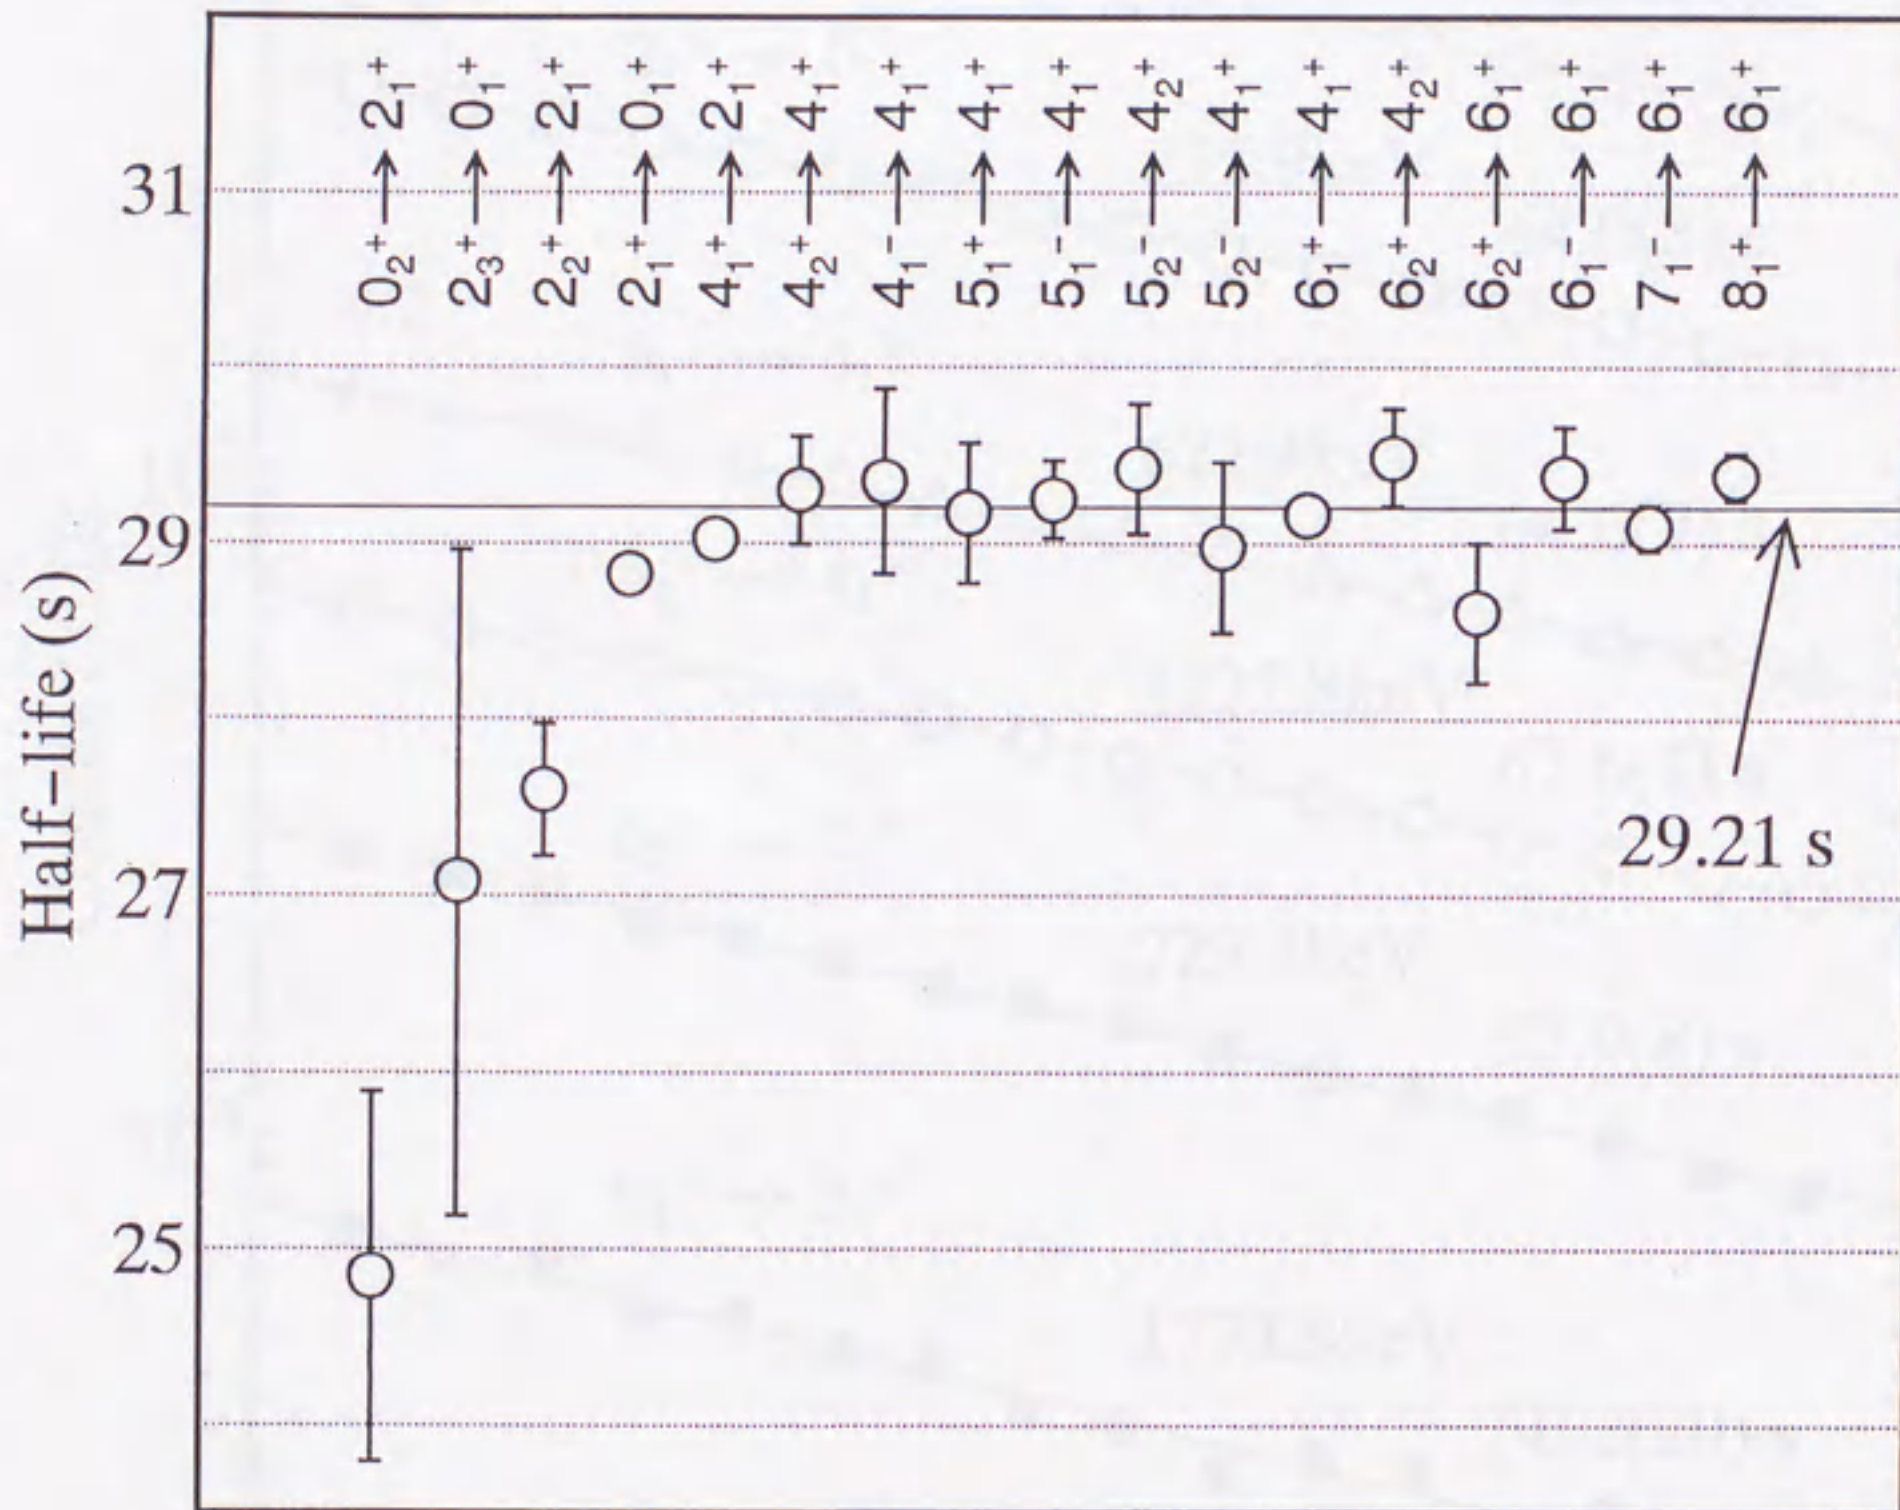 0₂⁺ → 2₁⁺
2₃⁺ → 0₁⁺
2₂⁺ → 2₁⁺
2₁⁺ → 0₁⁺
4₁⁺ → 2₁⁺
4₂⁺ → 4₁⁺
4₁⁻ → 4₁⁺
5₁⁺ → 4₁⁺
5₁⁻ → 4₁⁺
5₂⁻ → 4₂⁺
5₂⁻ → 4₁⁺
6₁⁺ → 4₁⁺
6₂⁺ → 4₂⁺
6₂⁺ → 6₁⁺
6₁⁻ → 6₁⁺
7₁⁻ → 6₁⁺
8₁⁺ → 6₁⁺
31
29
27
25
Half–life (s)
29.21 s